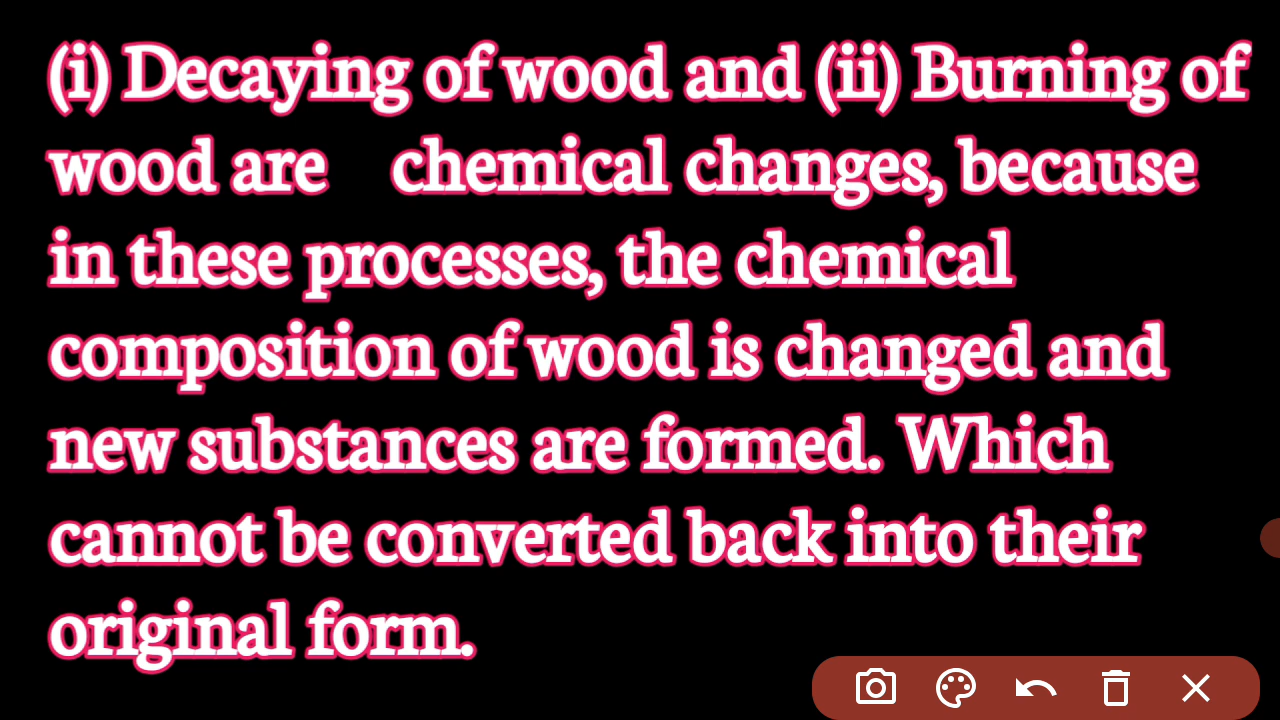 (i) Decaying of wood and (ii) Burning of
wood are chemical changes, because
in these processes, the chemical
composition of wood is changed and
new substances are formed. Which
cannot be converted back into their
original form.